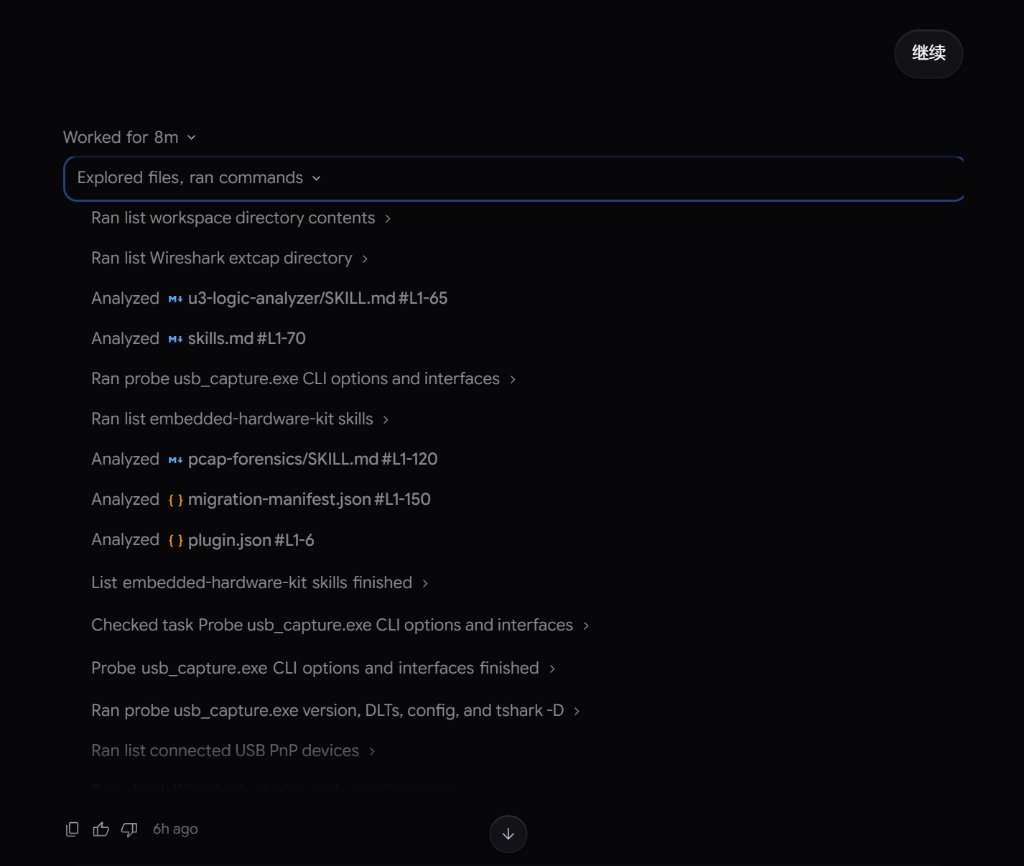 继续
Worked for 8m
Explored files, ran commands
Ran list workspace directory contents
Ran list Wireshark extcap directory
Analyzed u3-logic-analyzer/SKILL.md #L1-65
Analyzed skills.md #L1-70
Ran probe usb_capture.exe CLI options and interfaces
Ran list embedded-hardware-kit skills
Analyzed pcap-forensics/SKILL.md #L1-120
Analyzed { } migration-manifest.json #L1-150
Analyzed { } plugin.json #L1-6
List embedded-hardware-kit skills finished
Checked task Probe usb_capture.exe CLI options and interfaces
Probe usb_capture.exe CLI options and interfaces finished
Ran probe usb_capture.exe version, DLTs, config, and tshark -D
Ran list connected USB PnP devices
6h ago